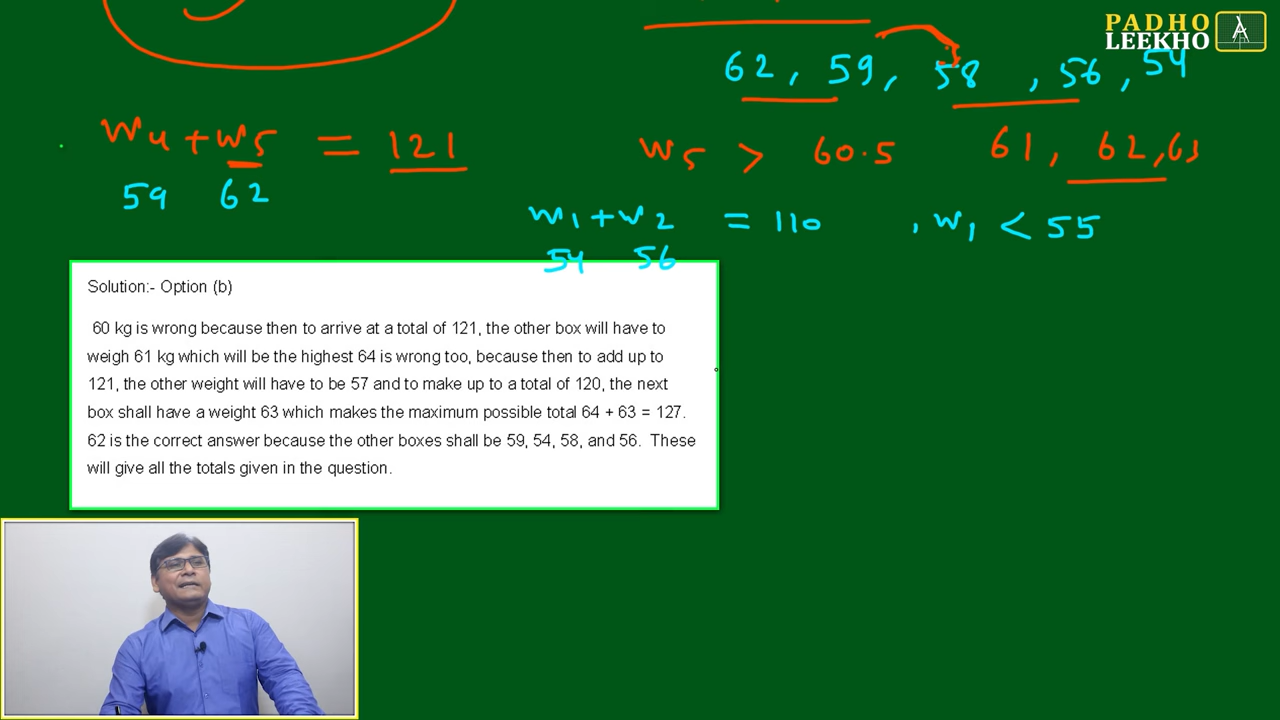 PADHO
LEEKHO
62, 59, 58, 56, 54
W4 + W5 = 121
59 62
W5 > 60.5 61, 62, 63
W1 + W2 = 110 , W1 < 55
54 56
Solution:- Option (b)
60 kg is wrong because then to arrive at a total of 121, the other box will have to
weigh 61 kg which will be the highest 64 is wrong too, because then to add up to
121, the other weight will have to be 57 and to make up to a total of 120, the next
box shall have a weight 63 which makes the maximum possible total 64 + 63 = 127.
62 is the correct answer because the other boxes shall be 59, 54, 58, and 56. These
will give all the totals given in the question.